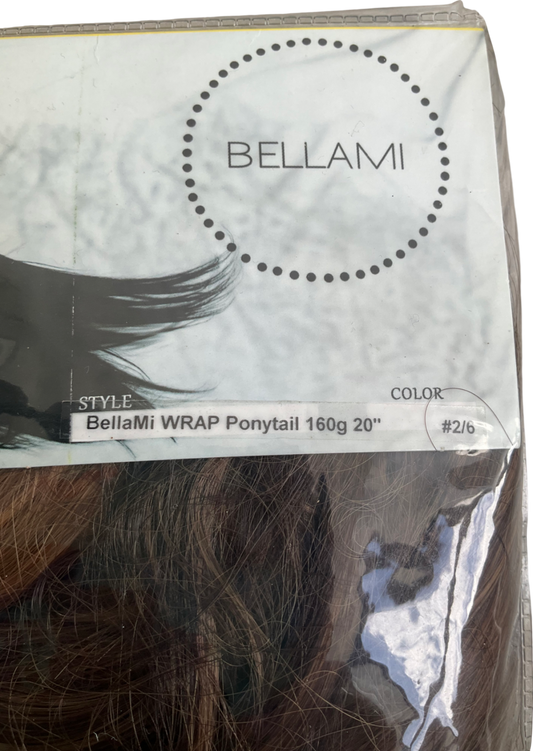 BELLAMI
STYLE
COLOR
BellaMi WRAP Ponytail 160g 20"
#2/6